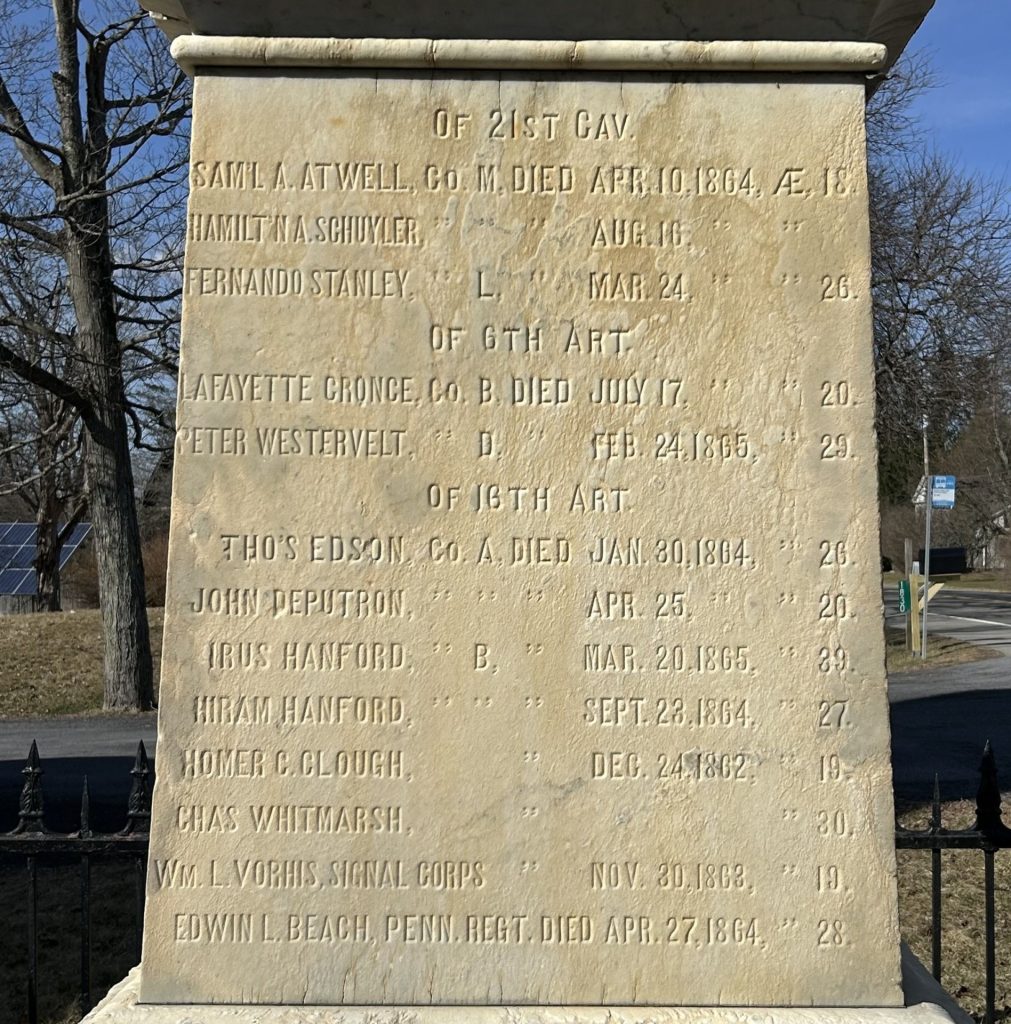 OF 21ST CAV.
SAM'L A. ATWELL, CO. M. DIED APR. 10, 1864, Æ. 18.
HAMILT'N A. SCHUYLER, " " " AUG. 16, " "
FERNANDO STANLEY, " L, " MAR. 24, " " 26.
OF 6TH ART.
LAFAYETTE CRONCE, CO. B. DIED JULY 17, " " 20.
PETER WESTERVELT, " D, " FEB. 24, 1865, " 29.
OF 16TH ART.
THO'S EDSON, CO. A, DIED JAN. 30, 1864, " 26.
JOHN DEPUTRON, " " " APR. 25, " " 20.
IRUS HANFORD, " B, " MAR. 20, 1865, " 39.
HIRAM HANFORD, " " " SEPT. 23, 1864, " 27.
HOMER C. CLOUGH, " DEC. 24, 1862, " 19.
CHA'S WHITMARSH, " " 30.
WM. L. VORHIS, SIGNAL CORPS " NOV. 30, 1863, " 19,
EDWIN L. BEACH, PENN. REGT. DIED APR. 27, 1864, " 28.
1830